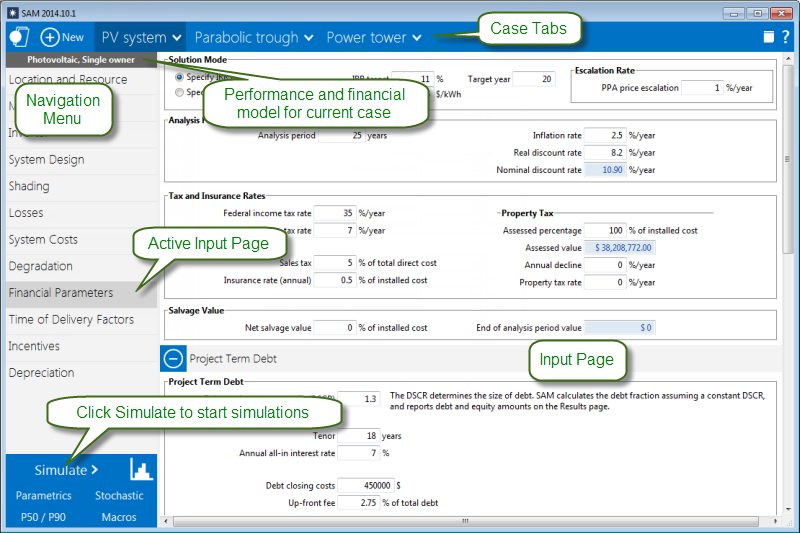 SAM 2014.10.1
New
PV system
Parabolic trough
Power tower
Case Tabs
Photovoltaic, Single owner
Location and Resource
Navigation
Menu
System Design
Shading
Losses
System Costs
Degradation
Financial Parameters
Time of Delivery Factors
Incentives
Depreciation
Active Input Page
Click Simulate to start simulations
Simulate >
Parametrics Stochastic
P50 / P90 Macros
Solution Mode
11 % Target year 20
$/kWh
Performance and financial
model for current case
Escalation Rate
PPA price escalation 1 %/year
Analysis period 25 years
Inflation rate 2.5 %/year
Real discount rate 8.2 %/year
Nominal discount rate 10.90 %/year
Tax and Insurance Rates
Federal income tax rate 35 %/year
tax rate 7 %/year
Sales tax 5 % of total direct cost
Insurance rate (annual) 0.5 % of installed cost
Property Tax
Assessed percentage 100 % of installed cost
Assessed value $ 38,208,772.00
Annual decline 0 %/year
Property tax rate 0 %/year
Salvage Value
Net salvage value 0 % of installed cost End of analysis period value $ 0
Project Term Debt
Input Page
Project Term Debt
1.3 The DSCR determines the size of debt. SAM calculates the debt fraction assuming a constant DSCR,
and reports debt and equity amounts on the Results page.
Tenor 18 years
Annual all-in interest rate 7 %
Debt closing costs 450000 $
Up-front fee 2.75 % of total debt